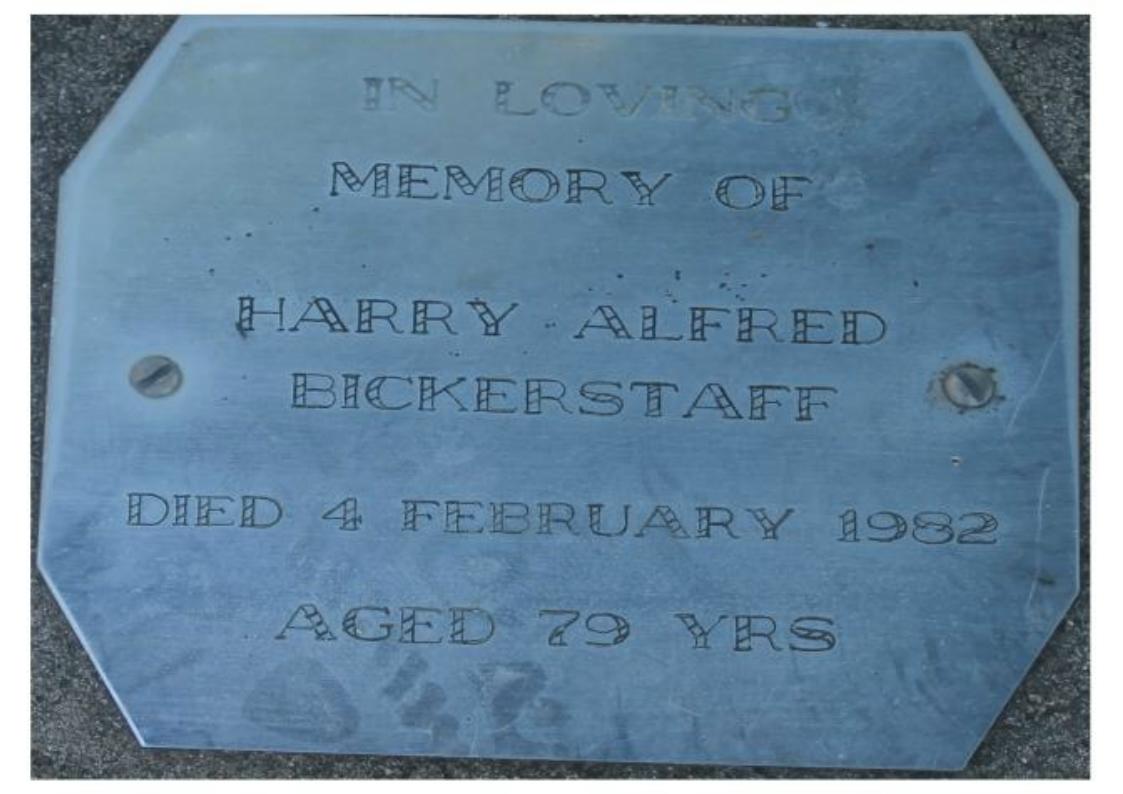 IN LOVING
MEMORY OF
HARRY ALFRED
BICKERSTAFF
DIED 4 FEBRUARY 1982
AGED 79 YRS